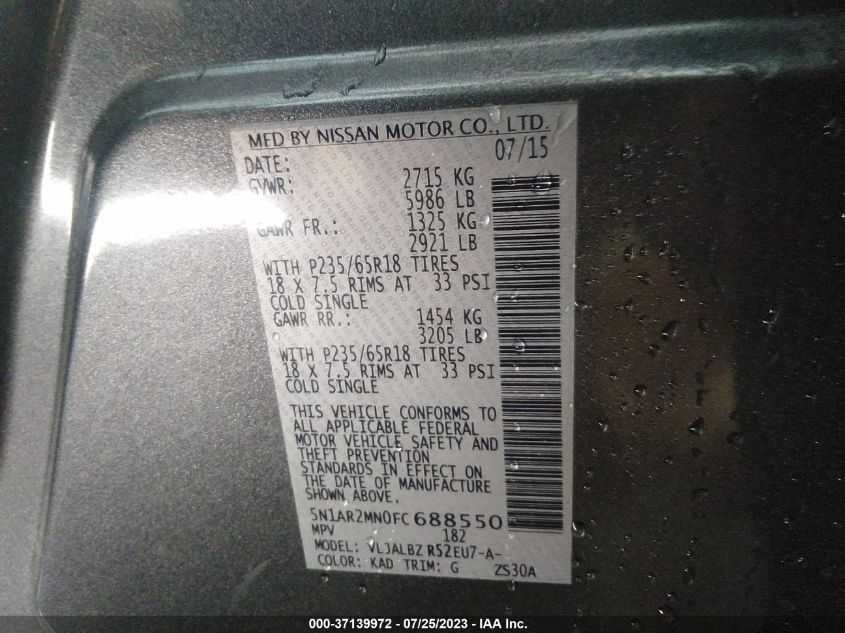 MFD BY NISSAN MOTOR CO., LTD.
DATE: 07/15
GVWR: 2715 KG
5986 LB
GAWR FR.: 1325 KG
2921 LB
WITH P235/65R18 TIRES
18 X 7.5 RIMS AT 33 PSI
COLD SINGLE
GAWR RR.: 1454 KG
3205 LB
WITH P235/65R18 TIRES
18 X 7.5 RIMS AT 33 PSI
COLD SINGLE
THIS VEHICLE CONFORMS TO
ALL APPLICABLE FEDERAL
MOTOR VEHICLE SAFETY AND
THEFT PREVENTION
STANDARDS IN EFFECT ON
THE DATE OF MANUFACTURE
SHOWN ABOVE.
5N1AR2MN0FC688550
MPV 182
MODEL: VLJALBZ R52EU7-A-
COLOR: KAD TRIM: G ZS30A
000-37139972 - 07/25/2023 - IAA Inc.